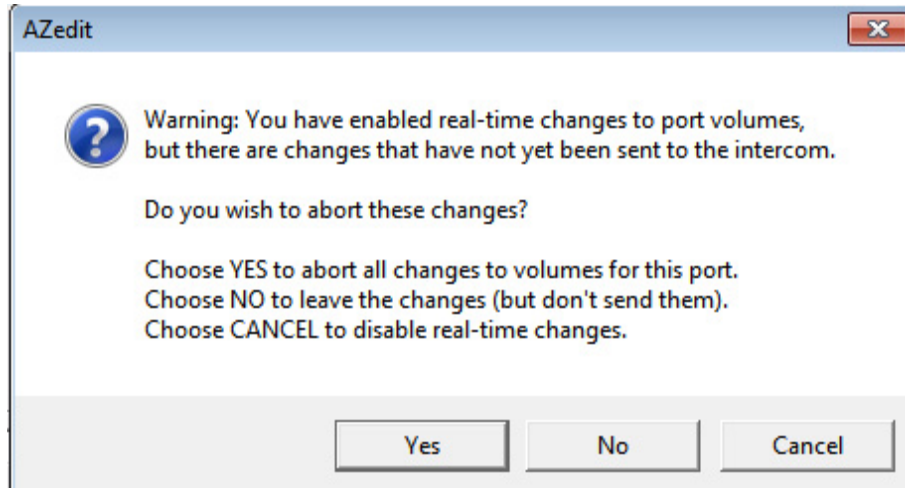 AZedit
Warning: You have enabled real-time changes to port volumes,
but there are changes that have not yet been sent to the intercom.
Do you wish to abort these changes?
Choose YES to abort all changes to volumes for this port.
Choose NO to leave the changes (but don't send them).
Choose CANCEL to disable real-time changes.
Yes No Cancel